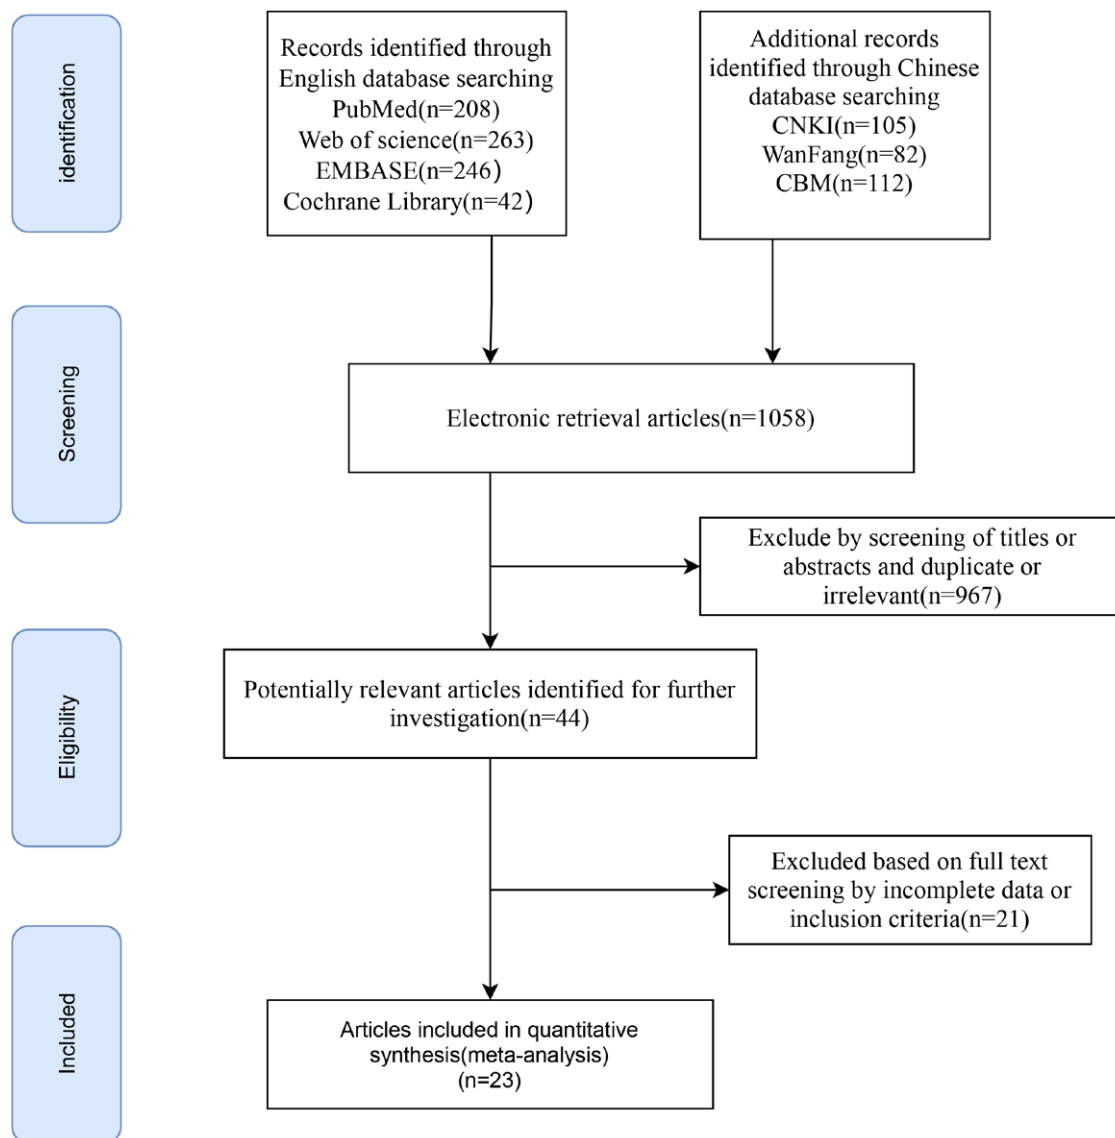 identification
Records identified through
English database searching
PubMed(n=208)
Web of science(n=263)
EMBASE(n=246)
Cochrane Library(n=42)
Additional records
identified through Chinese
database searching
CNKI(n=105)
WanFang(n=82)
CBM(n=112)
Screening
Electronic retrieval articles(n=1058)
Exclude by screening of titles or
abstracts and duplicate or
irrelevant(n=967)
Eligibility
Potentially relevant articles identified for further
investigation(n=44)
Excluded based on full text
screening by incomplete data or
inclusion criteria(n=21)
Included
Articles included in quantitative
synthesis(meta-analysis)
(n=23)